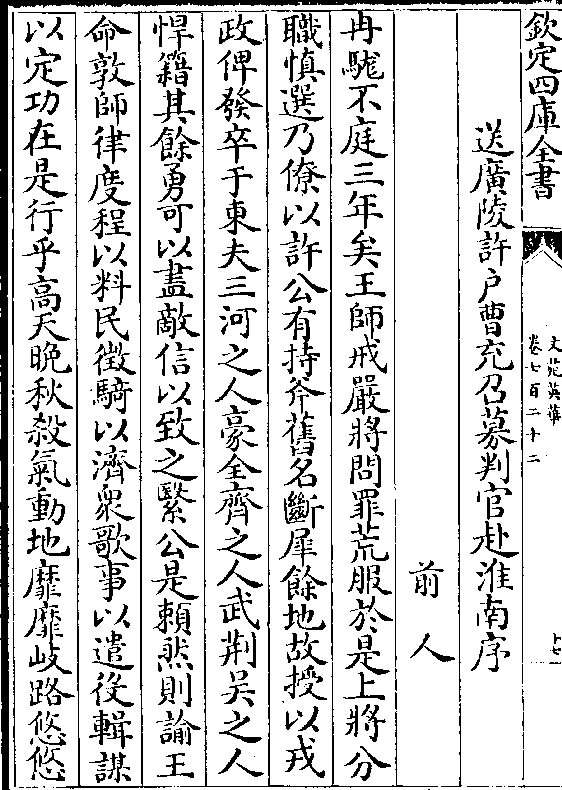 欽定四庫全書
文苑英華
卷七百二十二
十七
送廣陵許戶曹充召募判官赴淮南序
前人
冉駹不庭三年矣王師戒嚴將問罪荒服於是上將分
職慎選乃僚以許公有持斧舊名斷犀餘地故授以戎
政俾發卒于東夫三河之人豪全齊之人武荆吴之人
悍籍其餘勇可以盡敵信以致之繄公是賴然則諭王
命敦師律度程以料民徵騎以濟衆歌事以遣役輯謀
以定功在是行乎高天晚秋殺氣動地靡靡岐路悠悠